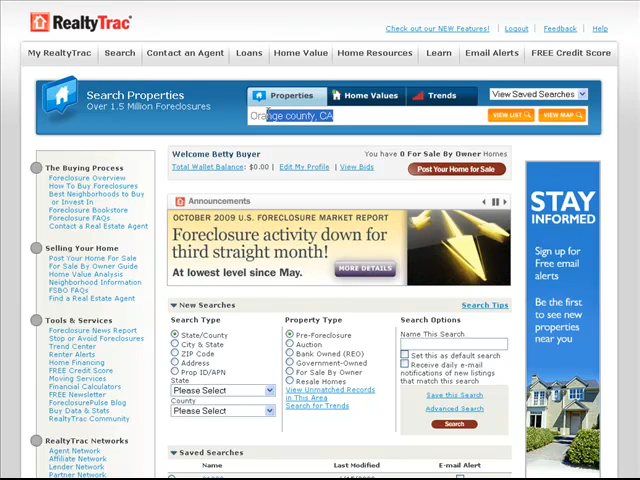 RealtyTrac
Check out our NEW Features! Logout Feedback Help
My RealtyTrac Search Contact an Agent Loans Home Value Home Resources Learn Email Alerts FREE Credit Score
Search Properties
Over 1.5 Million Foreclosures
Properties Home Values Trends View Saved Searches
Orange county, CA VIEW LIST VIEW MAP
The Buying Process
Foreclosure Overview
How To Buy Foreclosures
Best Neighborhoods to Buy
or Invest In
Foreclosure Bookstore
Foreclosure FAQs
Contact a Real Estate Agent
Selling Your Home
Post Your Home For Sale
For Sale By Owner Guide
Home Value Analysis
Neighborhood Information
FSBO FAQs
Find a Real Estate Agent
Tools & Services
Foreclosure News Report
Stop or Avoid Foreclosures
Trend Center
Renter Alerts
Home Financing
FREE Credit Score
Moving Services
Financial Calculators
FREE Newsletter
ForeclosurePulse Blog
Buy Data & Stats
RealtyTrac Community
RealtyTrac Networks
Agent Network
Affiliate Network
Lender Network
Welcome Betty Buyer You have 0 For Sale By Owner Homes
Total Wallet Balance: $0.00 | Edit My Profile | View Bids Post Your Home for Sale
Announcements
OCTOBER 2009 U.S. FORECLOSURE MARKET REPORT
Foreclosure activity down for
third straight month!
At lowest level since May. MORE DETAILS
New Searches Search Tips
Search Type
State/County
City & State
ZIP Code
Address
Prop ID/APN
State
Please Select
County
Please Select
Property Type
Pre-Foreclosure
Auction
Bank Owned (REO)
Government-Owned
For Sale By Owner
Resale Homes
View Unmatched Records
in This Area
Search for Trends
Search Options
Name This Search
Set this as default search
Receive daily e-mail
notifications of new listings
that match this search
Save this Search
Advanced Search
Search
Saved Searches
Name Last Modified E-mail Alert
STAY
INFORMED
Sign up for
Free email
alerts
Be the first
to see new
properties
near you